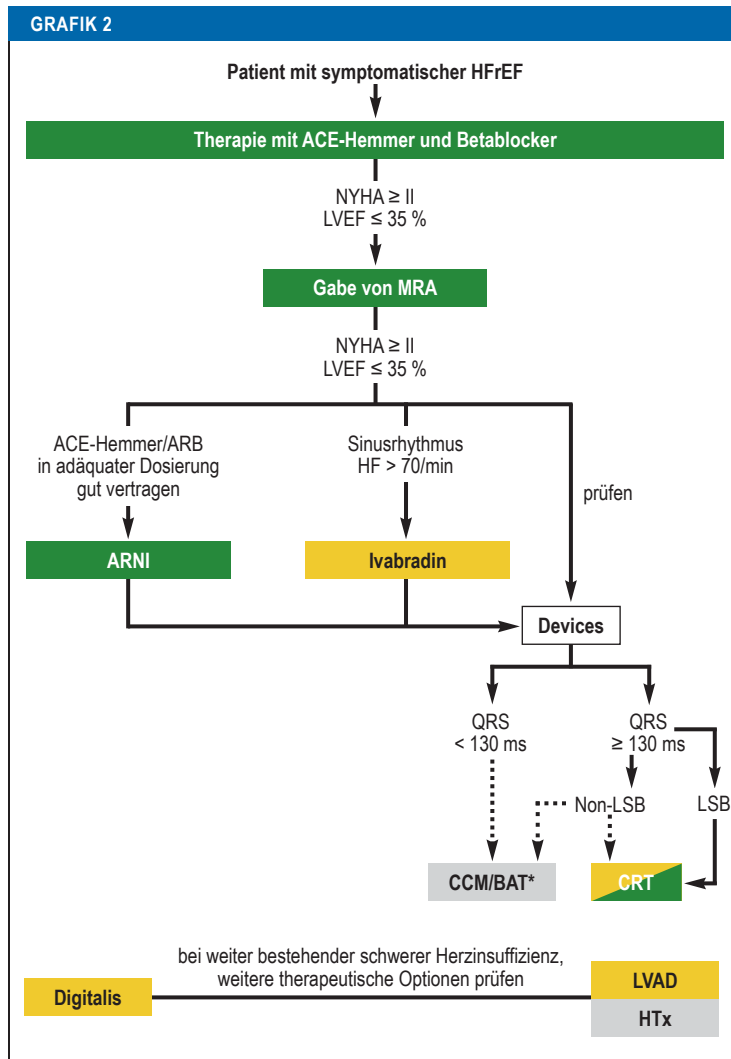 GRAFIK 2
Patient mit symptomatischer HFrEF
Therapie mit ACE-Hemmer und Betablocker
NYHA ≥ II
LVEF ≤ 35 %
Gabe von MRA
NYHA ≥ II
LVEF ≤ 35 %
ACE-Hemmer/ARB
in adäquater Dosierung
gut vertragen
Sinusrhythmus
HF > 70/min
prüfen
ARNI
Ivabradin
Devices
QRS
< 130 ms
QRS
≥ 130 ms
Non-LSB
LSB
CCM/BAT*
CRT
bei weiter bestehender schwerer Herzinsuffizienz,
weitere therapeutische Optionen prüfen
Digitalis
LVAD
HTx